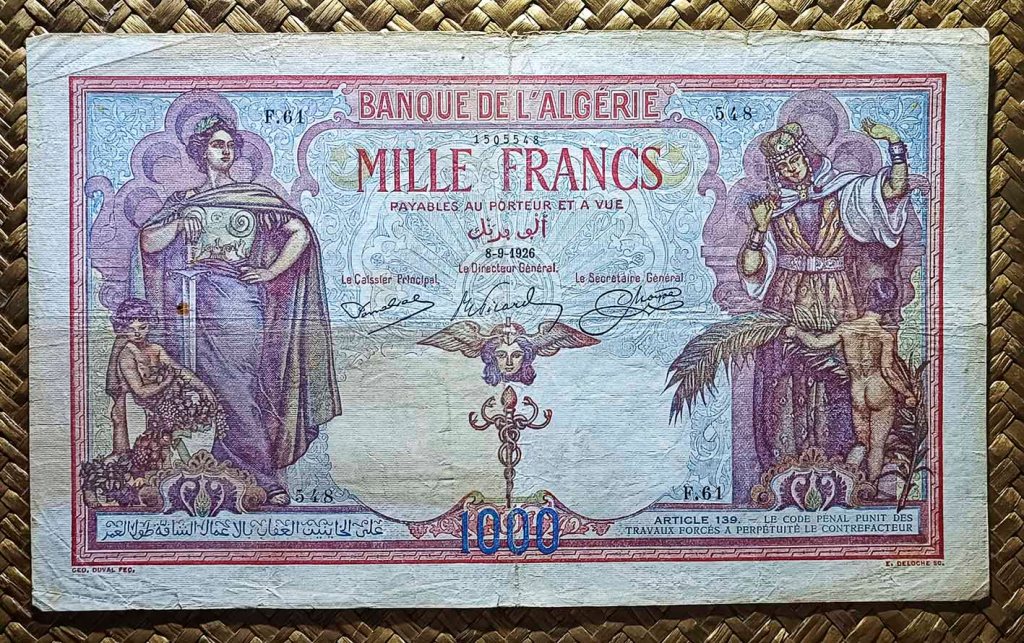 BANQUE DE L'ALGÉRIE
F.61
548
1505548
MILLE FRANCS
PAYABLES AU PORTEUR ET A VUE
ألف فرنك
8-9-1926
Le Caissier Principal,
Le Directeur Général,
Le Secrétaire Général
548
F.61
1000
ARTICLE 139. – LE CODE PENAL PUNIT DES
TRAVAUX FORCÉS A PERPÉTUITÉ LE CONTREFACTEUR
GEO. DUVAL FEC.
E. DELOCHE SC.